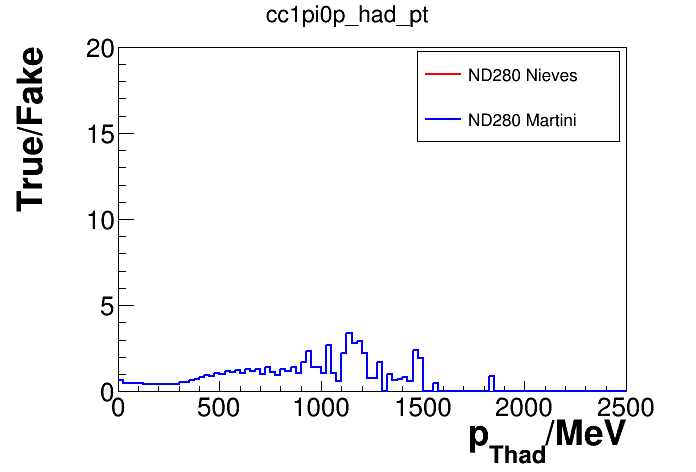 cc1pi0p_had_pt
True/Fake
20
15
10
5
0
ND280 Nieves
ND280 Martini
0 500 1000 1500 2000 2500
pThad/MeV